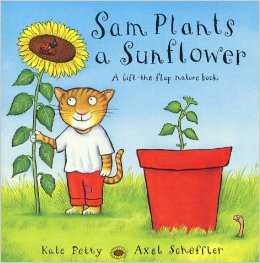 Sam Plants
a Sunflower
A lift-the-flap nature book
Kate Petty Axel Scheffler